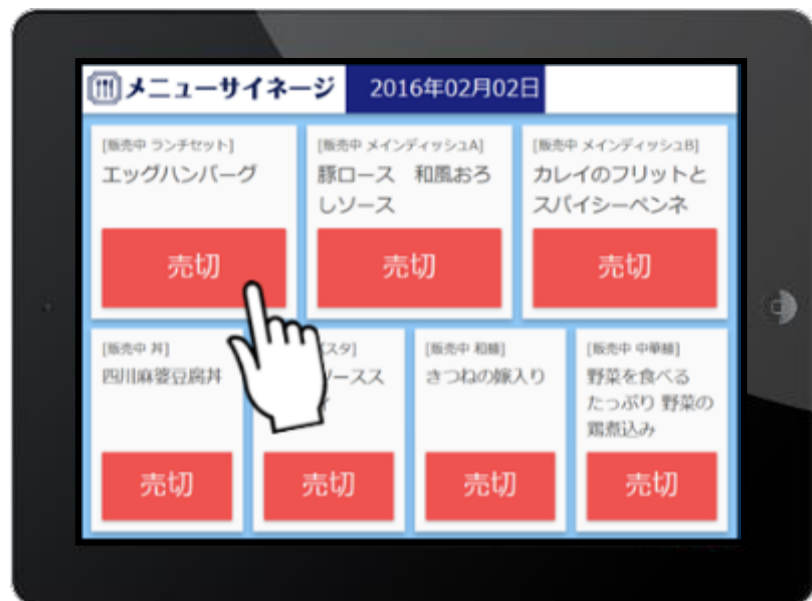 メニューサイネージ
2016年02月02日
[販売中 ランチセット]
エッグハンバーグ
売切
[販売中 メインディッシュA]
豚ロース 和風おろ
しソース
売切
[販売中 メインディッシュB]
カレイのフリットと
スパイシーペンネ
売切
[販売中 丼]
四川麻婆豆腐丼
売切
スタ]
ソースス
売切
[販売中 和麺]
きつねの嫁入り
売切
[販売中 中華麺]
野菜を食べる
たっぷり 野菜の
鶏煮込み
売切